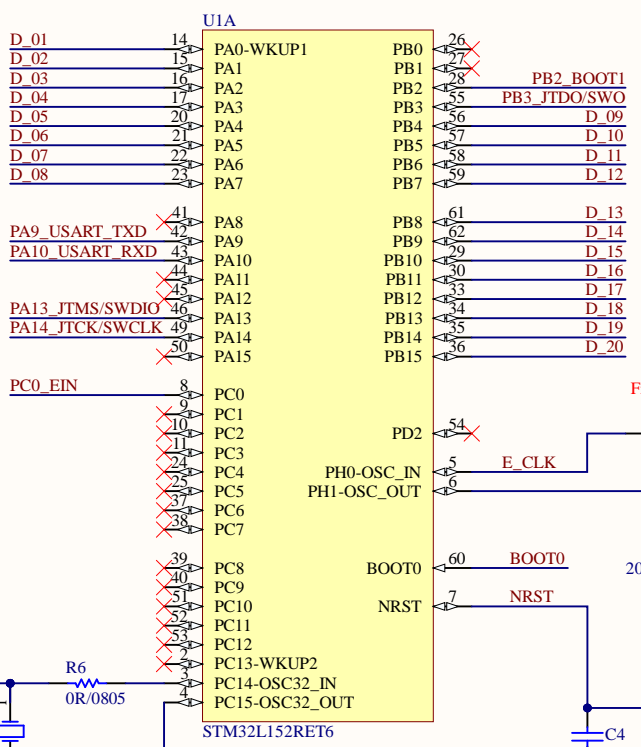 U1A
D_01 14 PA0-WKUP1 PB0 26
D_02 15 PA1 PB1 27
D_03 16 PA2 PB2 28 PB2_BOOT1
D_04 17 PA3 PB3 55 PB3_JTDO/SWO
D_05 20 PA4 PB4 56 D_09
D_06 21 PA5 PB5 57 D_10
D_07 22 PA6 PB6 58 D_11
D_08 23 PA7 PB7 59 D_12
41 PA8 PB8 61 D_13
PA9_USART_TXD 42 PA9 PB9 62 D_14
PA10_USART_RXD 43 PA10 PB10 29 D_15
44 PA11 PB11 30 D_16
45 PA12 PB12 33 D_17
PA13_JTMS/SWDIO 46 PA13 PB13 34 D_18
PA14_JTCK/SWCLK 49 PA14 PB14 35 D_19
50 PA15 PB15 36 D_20
PC0_EIN 8 PC0
F
9 PC1
10 PC2 PD2 54
11 PC3
24 PC4 PH0-OSC_IN 5 E_CLK
25 PC5 PH1-OSC_OUT 6
37 PC6
38 PC7
39 PC8 BOOT0 60 BOOT0
20
40 PC9
51 PC10 NRST 7 NRST
52 PC11
53 PC12
2 PC13-WKUP2
R6 3 PC14-OSC32_IN
0R/0805 4 PC15-OSC32_OUT
STM32L152RET6 C4